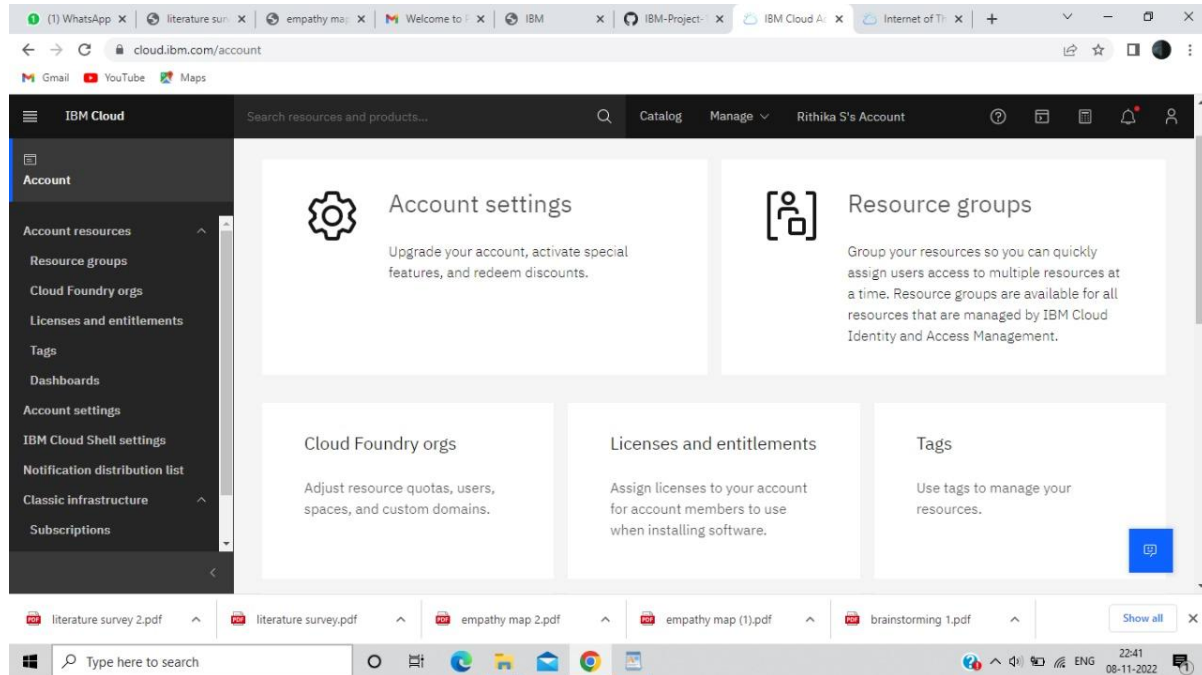 (1) WhatsApp
literature sur
empathy map
Welcome to
IBM
IBM-Project-
IBM Cloud A
Internet of Th
cloud.ibm.com/account
Gmail
YouTube
Maps
IBM Cloud
Search resources and products...
Catalog
Manage
Rithika S's Account
Account
Account resources
Resource groups
Cloud Foundry orgs
Licenses and entitlements
Tags
Dashboards
Account settings
IBM Cloud Shell settings
Notification distribution list
Classic infrastructure
Subscriptions
Account settings
Upgrade your account, activate special
features, and redeem discounts.
Resource groups
Group your resources so you can quickly
assign users access to multiple resources at
a time. Resource groups are available for all
resources that are managed by IBM Cloud
Identity and Access Management.
Cloud Foundry orgs
Adjust resource quotas, users,
spaces, and custom domains.
Licenses and entitlements
Assign licenses to your account
for account members to use
when installing software.
Tags
Use tags to manage your
resources.
literature survey 2.pdf
literature survey.pdf
empathy map 2.pdf
empathy map (1).pdf
brainstorming 1.pdf
Show all
Type here to search
ENG
22:41
08-11-2022